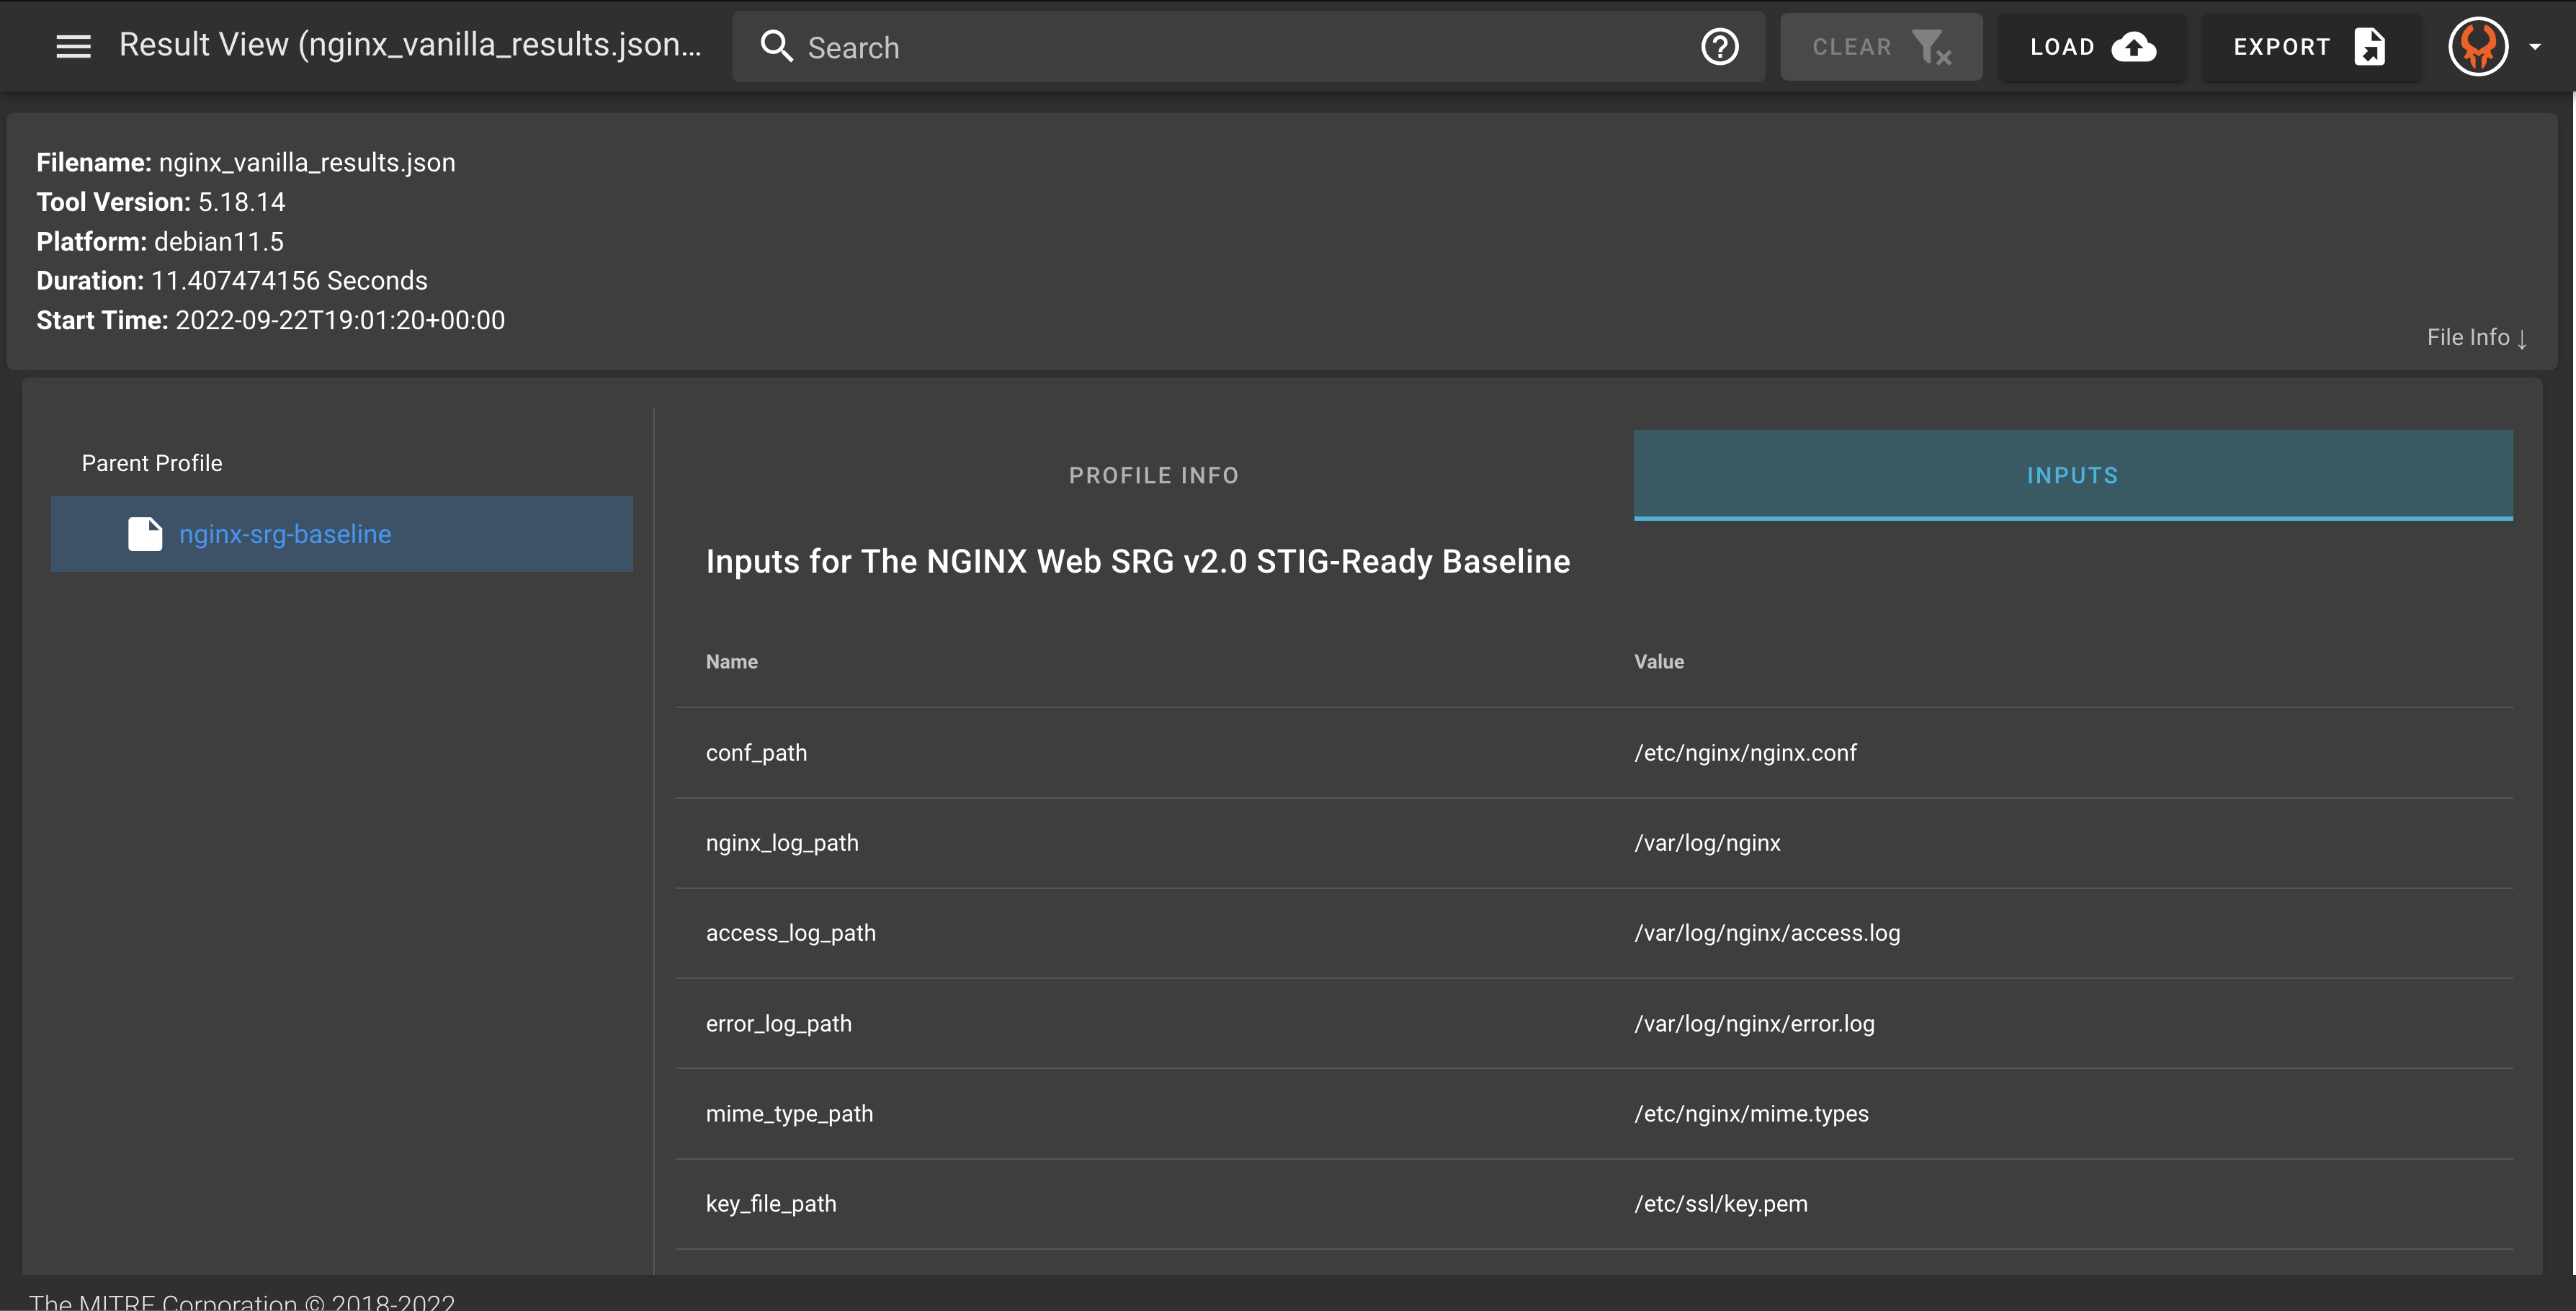 Result View (nginx_vanilla_results.json...
Search
CLEAR
LOAD
EXPORT
Filename: nginx_vanilla_results.json
Tool Version: 5.18.14
Platform: debian11.5
Duration: 11.407474156 Seconds
Start Time: 2022-09-22T19:01:20+00:00
File Info ↓
Parent Profile
nginx-srg-baseline
PROFILE INFO
INPUTS
Inputs for The NGINX Web SRG v2.0 STIG-Ready Baseline
Name Value
conf_path /etc/nginx/nginx.conf
nginx_log_path /var/log/nginx
access_log_path /var/log/nginx/access.log
error_log_path /var/log/nginx/error.log
mime_type_path /etc/nginx/mime.types
key_file_path /etc/ssl/key.pem
The MITRE Corporation © 2018-2022